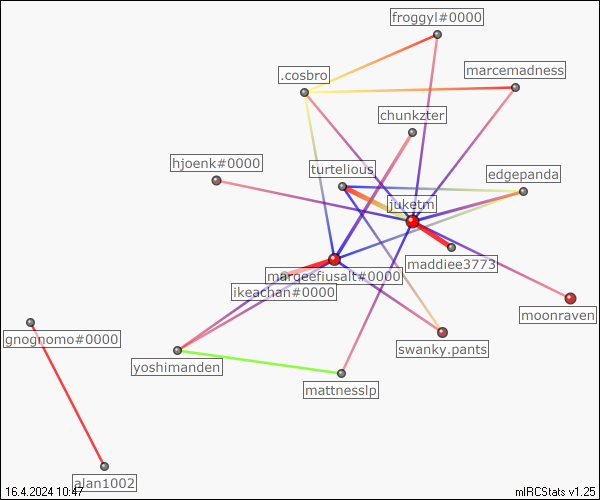 froggyl#0000
.cosbro
marcemadness
chunkzter
hjoenk#0000
turtelious
edgepanda
juketm
maddiee3773
marqeefiusalt#0000
ikeachan#0000
moonraven
gnognomo#0000
swanky.pants
yoshimanden
mattnesslp
alan1002
16.4.2024 10:47
mIRCStats v1.25